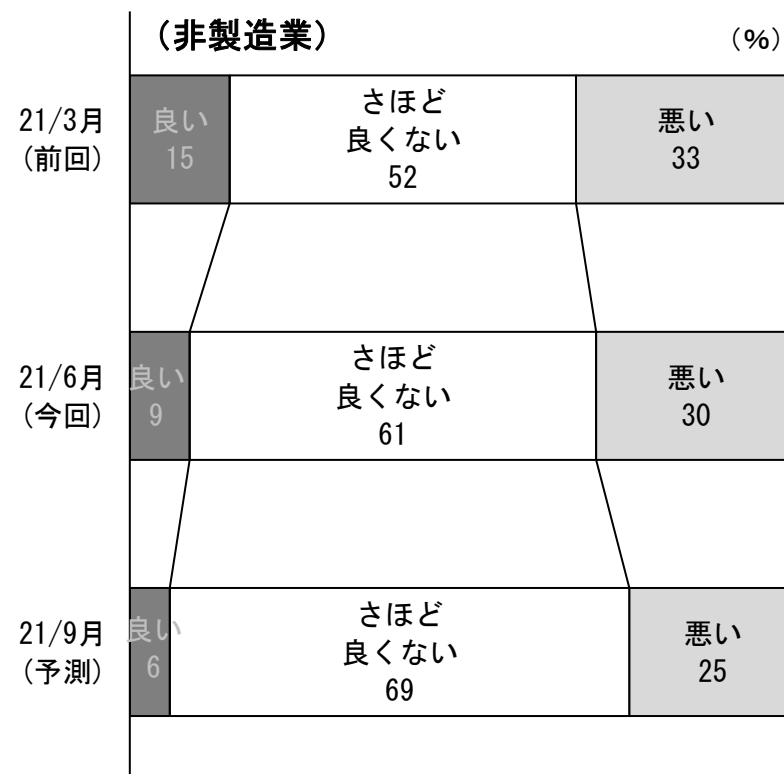 （非製造業）
（%）
21/3月
（前回）
良い
15
さほど
良くない
52
悪い
33
21/6月
（今回）
良い
9
さほど
良くない
61
悪い
30
21/9月
（予測）
良い
6
さほど
良くない
69
悪い
25